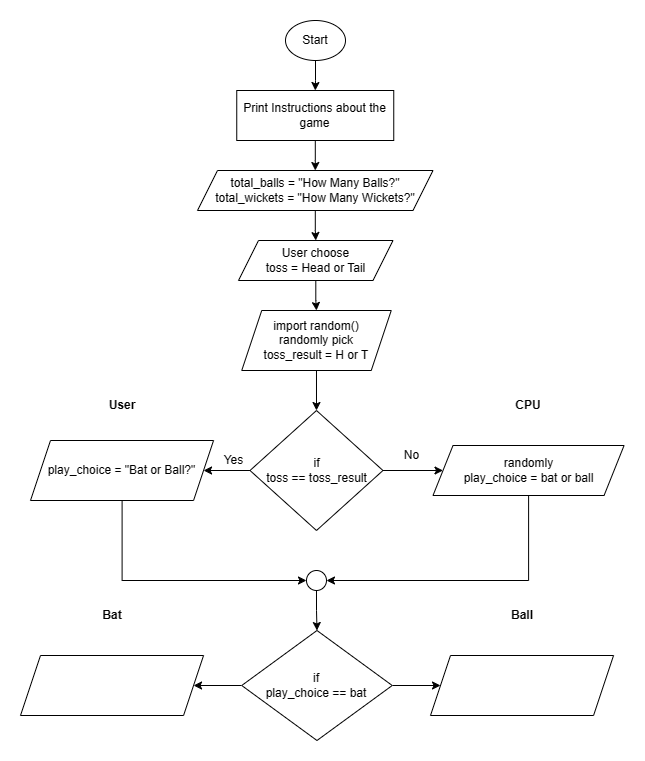 Start
Print Instructions about the
game
total_balls = "How Many Balls?"
total_wickets = "How Many Wickets?"
User choose
toss = Head or Tail
import random()
randomly pick
toss_result = H or T
User
CPU
play_choice = "Bat or Ball?"
Yes
if
toss == toss_result
No
randomly
play_choice = bat or ball
Bat
Ball
if
play_choice == bat